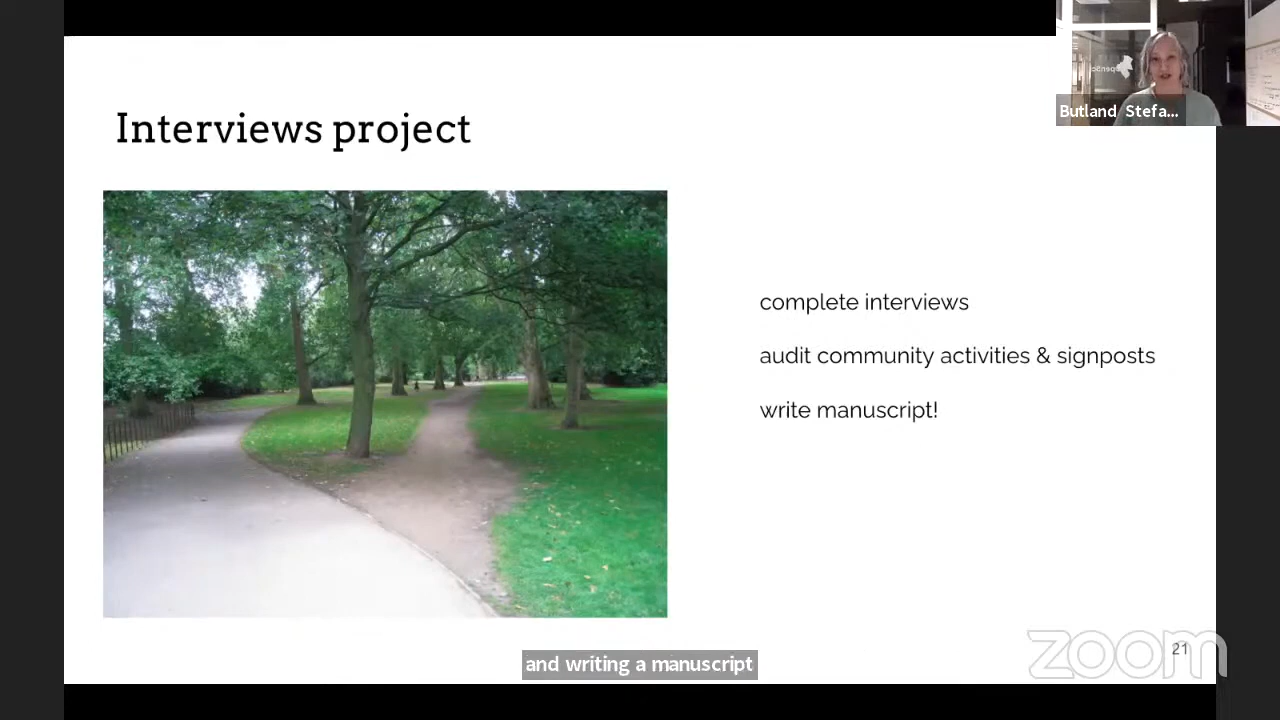 Butland Stefa...
Interviews project
complete interviews
audit community activities & signposts
write manuscript!
and writing a manuscript
zoom
21